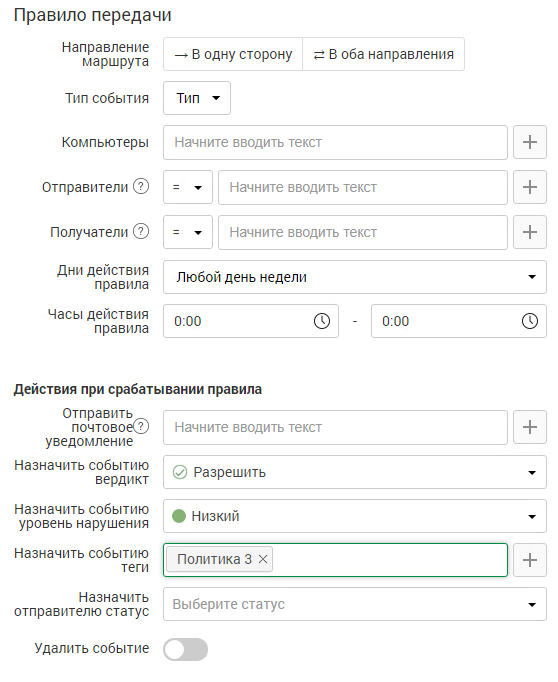 Правило передачи
Направление
маршрута
→ В одну сторону
⇄ В оба направления
Тип события
Тип
Компьютеры
Начните вводить текст
Отправители ?
=
Начните вводить текст
Получатели ?
=
Начните вводить текст
Дни действия
правила
Любой день недели
Часы действия
правила
0:00 - 0:00
Действия при срабатывании правила
Отправить
почтовое
уведомление ?
Начните вводить текст
Назначить событию
вердикт
Разрешить
Назначить событию
уровень нарушения
Низкий
Назначить событию
теги
Политика 3 ×
Назначить
отправителю статус
Выберите статус
Удалить событие